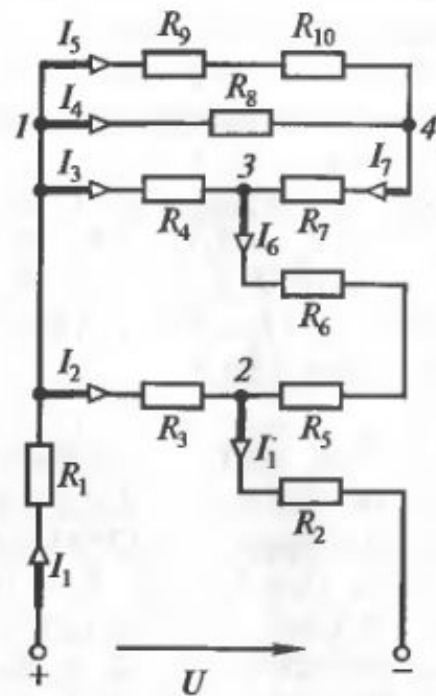 I5 R9 R10
1 I4 R8 4
I3 R4 3 R7 I7
I6
R6
I2 R3 2 R5
R1 I1 R2
I1
+ U −